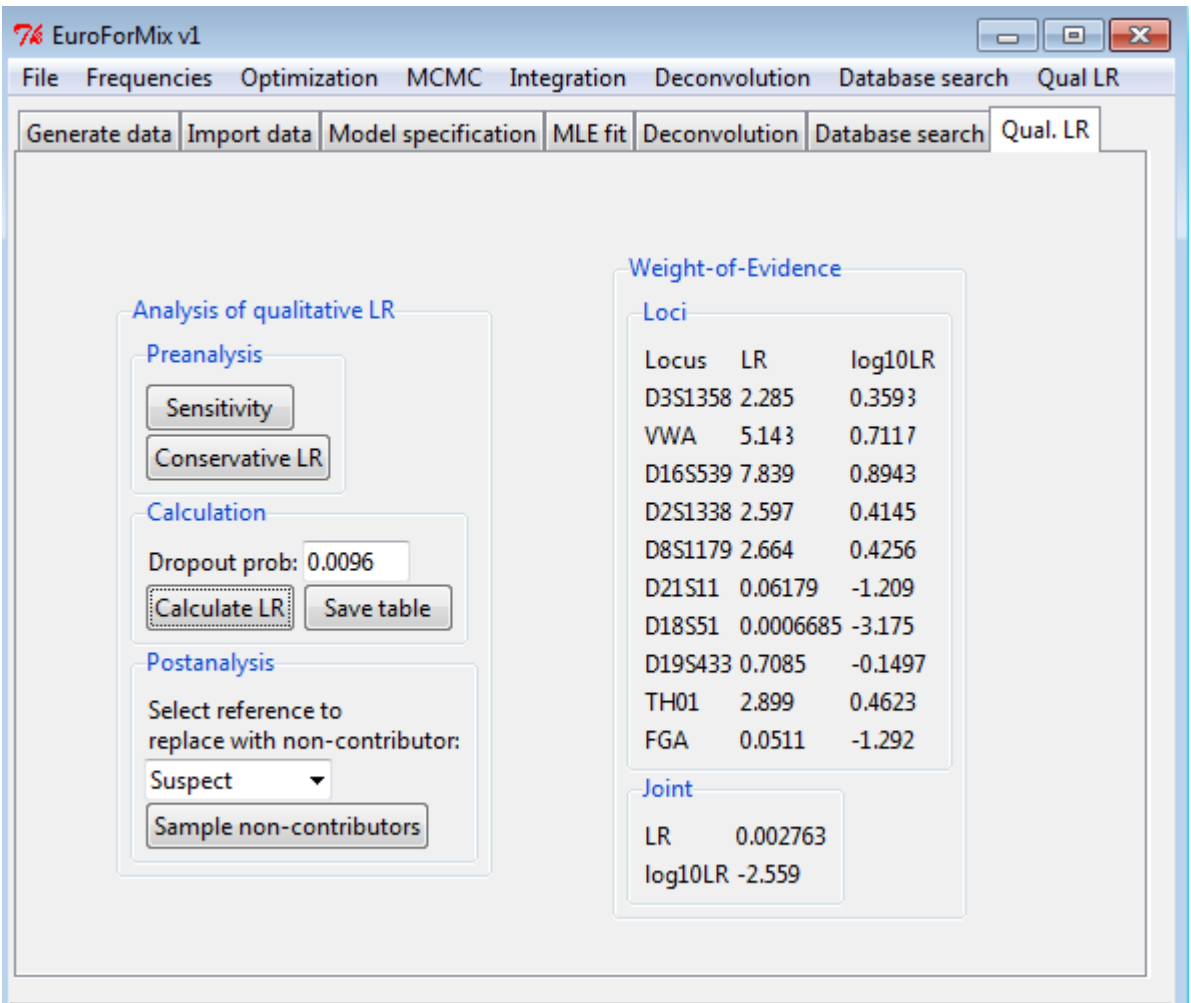 EuroForMix v1
File Frequencies Optimization MCMC Integration Deconvolution Database search Qual LR
Generate data Import data Model specification MLE fit Deconvolution Database search Qual. LR
Analysis of qualitative LR
Preanalysis
Sensitivity
Conservative LR
Calculation
Dropout prob: 0.0096
Calculate LR Save table
Postanalysis
Select reference to
replace with non-contributor:
Suspect
Sample non-contributors
Weight-of-Evidence
Loci
Locus LR log10LR
D3S1358 2.285 0.3593
VWA 5.143 0.7117
D16S539 7.839 0.8943
D2S1338 2.597 0.4145
D8S1179 2.664 0.4256
D21S11 0.06179 -1.209
D18S51 0.0006685 -3.175
D19S433 0.7085 -0.1497
TH01 2.899 0.4623
FGA 0.0511 -1.292
Joint
LR 0.002763
log10LR -2.559